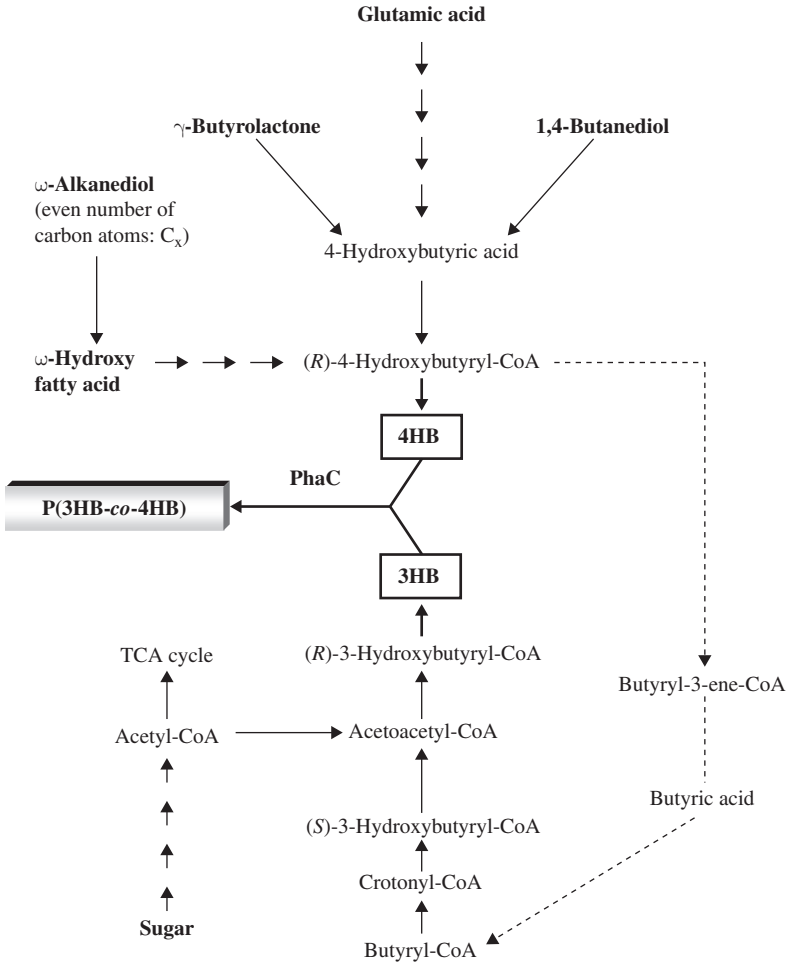 Glutamic acid
γ-Butyrolactone
1,4-Butanediol
ω-Alkanediol
(even number of
carbon atoms: Cₓ)
4-Hydroxybutyric acid
ω-Hydroxy
fatty acid
(R)-4-Hydroxybutyryl-CoA
4HB
PhaC
P(3HB-co-4HB)
3HB
TCA cycle
(R)-3-Hydroxybutyryl-CoA
Butyryl-3-ene-CoA
Acetyl-CoA
Acetoacetyl-CoA
Butyric acid
(S)-3-Hydroxybutyryl-CoA
Crotonyl-CoA
Sugar
Butyryl-CoA